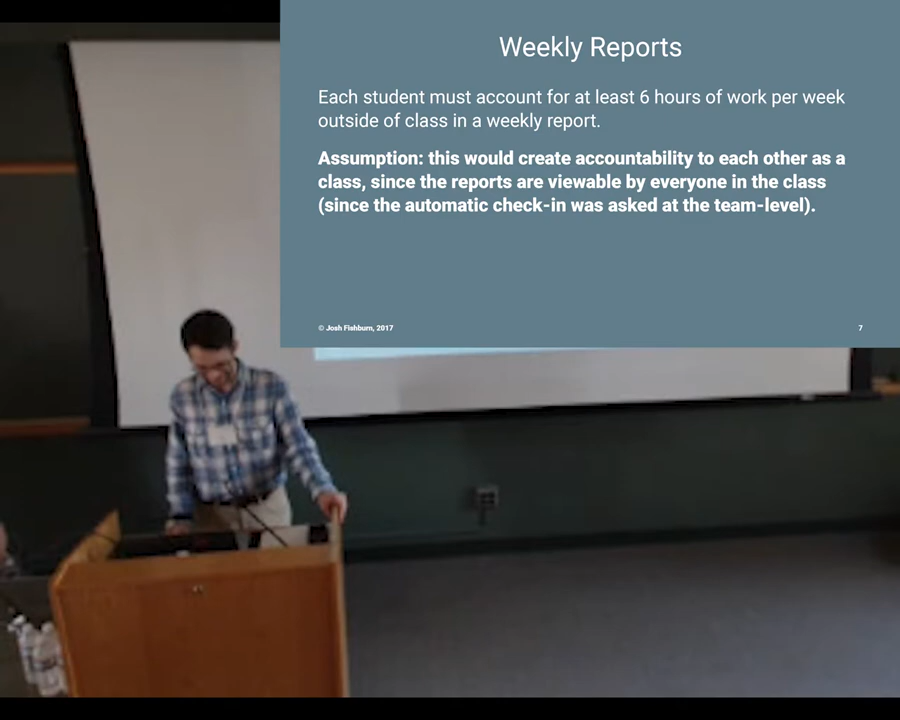 Weekly Reports
Each student must account for at least 6 hours of work per week
outside of class in a weekly report.
Assumption: this would create accountability to each other as a
class, since the reports are viewable by everyone in the class
(since the automatic check-in was asked at the team-level).
© Josh Fishburn, 2017
7